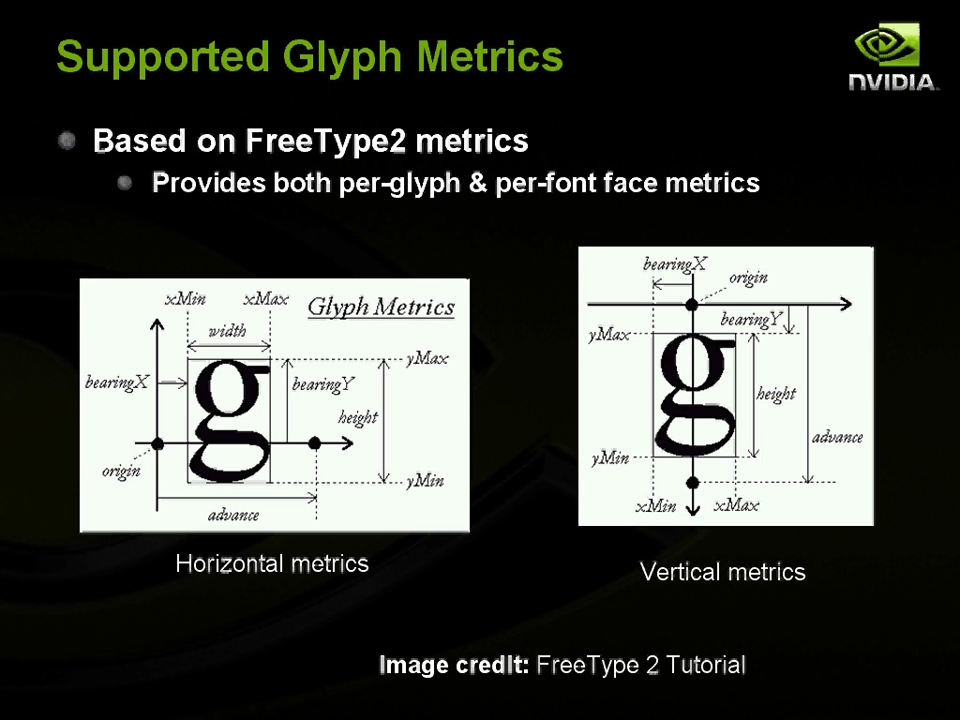 Supported Glyph Metrics
NVIDIA.
Based on FreeType2 metrics
Provides both per-glyph & per-font face metrics
xMin xMax Glyph Metrics
width
yMax
bearingX
bearingY
height
origin
yMin
advance
Horizontal metrics
bearingX
origin
bearingY
yMax
height
advance
yMin
xMin xMax
Vertical metrics
Image credIt: FreeType 2 Tutorial